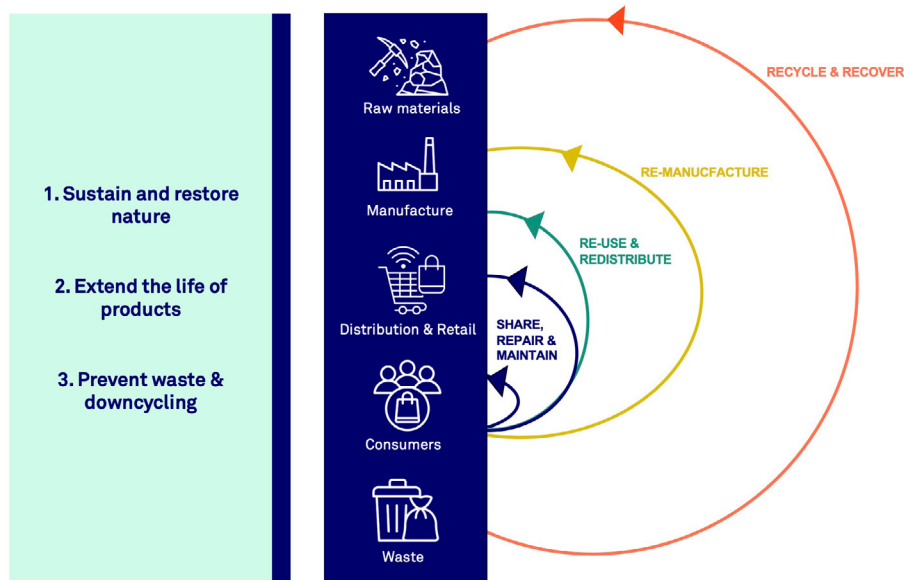 1. Sustain and restore
nature
2. Extend the life of
products
3. Prevent waste &
downcycling
Raw materials
Manufacture
Distribution & Retail
Consumers
Waste
RECYCLE & RECOVER
RE-MANUCFACTURE
RE-USE &
REDISTRIBUTE
SHARE,
REPAIR &
MAINTAIN